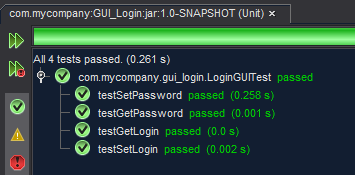 com.mycompany:GUI_Login:jar:1.0-SNAPSHOT (Unit) ×
All 4 tests passed. (0.261 s)
com.mycompany.gui_login.LoginGUITest passed
testSetPassword passed (0.258 s)
testGetPassword passed (0.001 s)
testGetLogin passed (0.0 s)
testSetLogin passed (0.002 s)